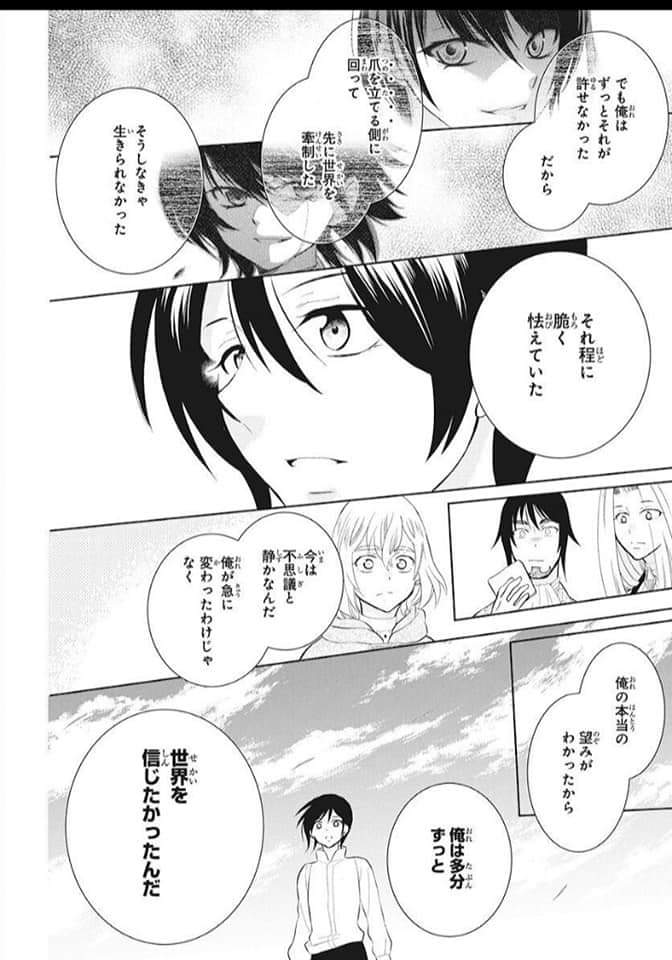 でも俺は
ずっとそれが
許せなかった
だから
爪を立てる側に
回って
先に世界を
牽制した
そうしなきゃ
生きられなかった
それ程に
脆く
怯えていた
今は
不思議と
静かなんだ
俺が急に
変わったわけじゃ
なく
俺の本当の
望みが
わかったから
俺は多分
ずっと
世界を
信じたかったんだ